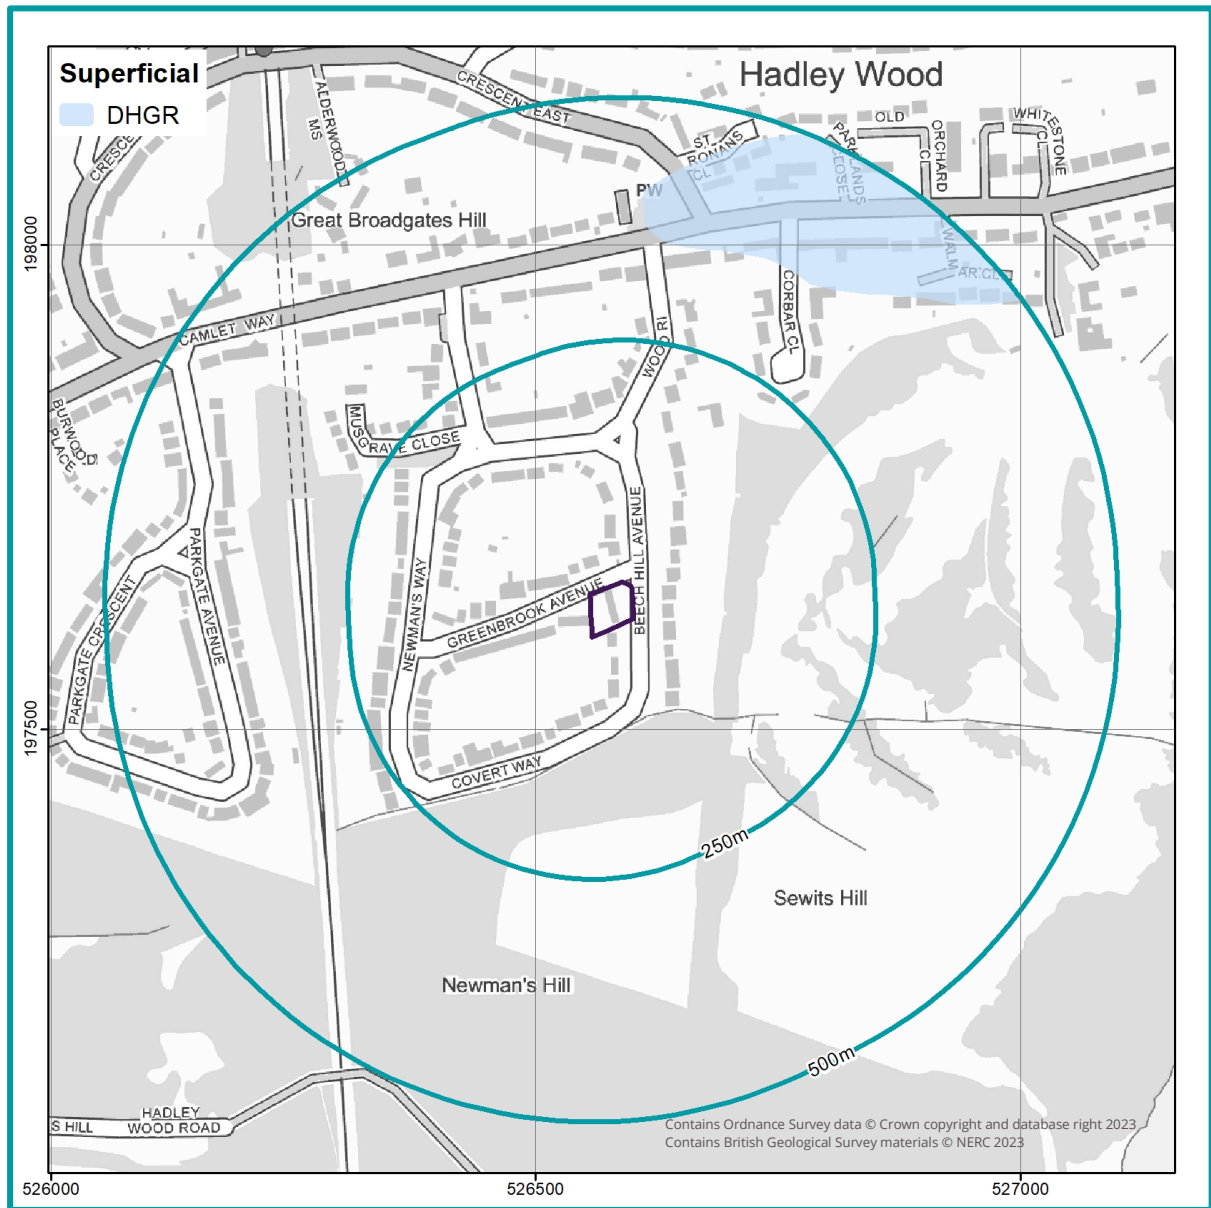 Superficial
DHGR
Hadley Wood
CRESCENT EAST
ALDERWOOD
MS
CRESCE
ST
RONANS
CL
PARKLANDS
CLOSE
OLD
ORCHARD
CL
WHITESTONE
CL
PW
Great Broadgates Hill
198000
WALM
AR CL
CORBAR CL
CAMLET WAY
WOOD RI
BURWOOD
PLACE
MUSGRAVE CLOSE
PARKGATE AVENUE
PARKGATE CRESCENT
NEWMAN'S WAY
GREENBROOK AVENUE
BEECH HILL AVENUE
197500
COVERT WAY
250m
Sewits Hill
Newman's Hill
500m
HADLEY
WOOD ROAD
S HILL
Contains Ordnance Survey data © Crown copyright and database right 2023
Contains British Geological Survey materials © NERC 2023
526000
526500
527000